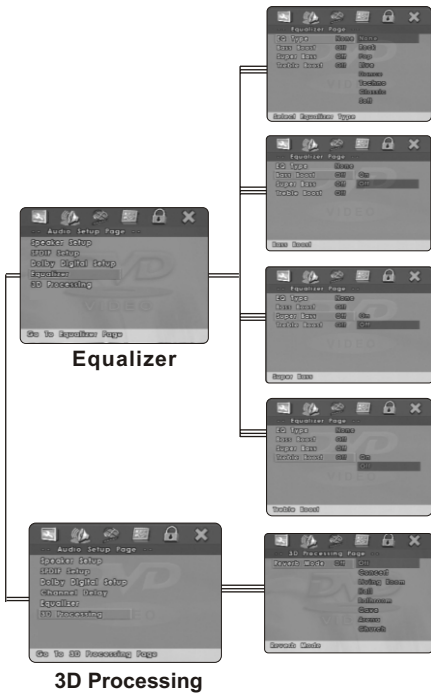 Equalizer Page
EQ Type None None
Bass Boost Off Rock
Super Bass Off Pop
Treble Boost Off Live
Dance
Techno
Classic
Soft
Select Equalizer Type
Equalizer Page
EQ Type None
Bass Boost Off On
Super Bass Off Off
Treble Boost Off
VIDEO
Bass Boost
-- Audio Setup Page --
Speaker Setup
SPDIF Setup
Dolby Digital Setup
Equalizer
3D Processing
VIDEO
Go To Equalizer Page
Equalizer
Equalizer Page
EQ Type None
Bass Boost Off
Super Bass Off On
Treble Boost Off Off
VIDEO
Super Bass
Equalizer Page
EQ Type None
Bass Boost Off
Super Bass Off
Treble Boost Off On
Off
Treble Boost
Audio Setup Page --
Speaker Setup
SPDIF Setup
Dolby Digital Setup
Channel Delay
Equalizer
3D Processing
Go To 3D Processing Page
3D Processing
3D Processing Page
Reverb Mode Off Off
Concert
Living Room
Hall
Bathroom
Cave
Arena
Church
Reverb Mode